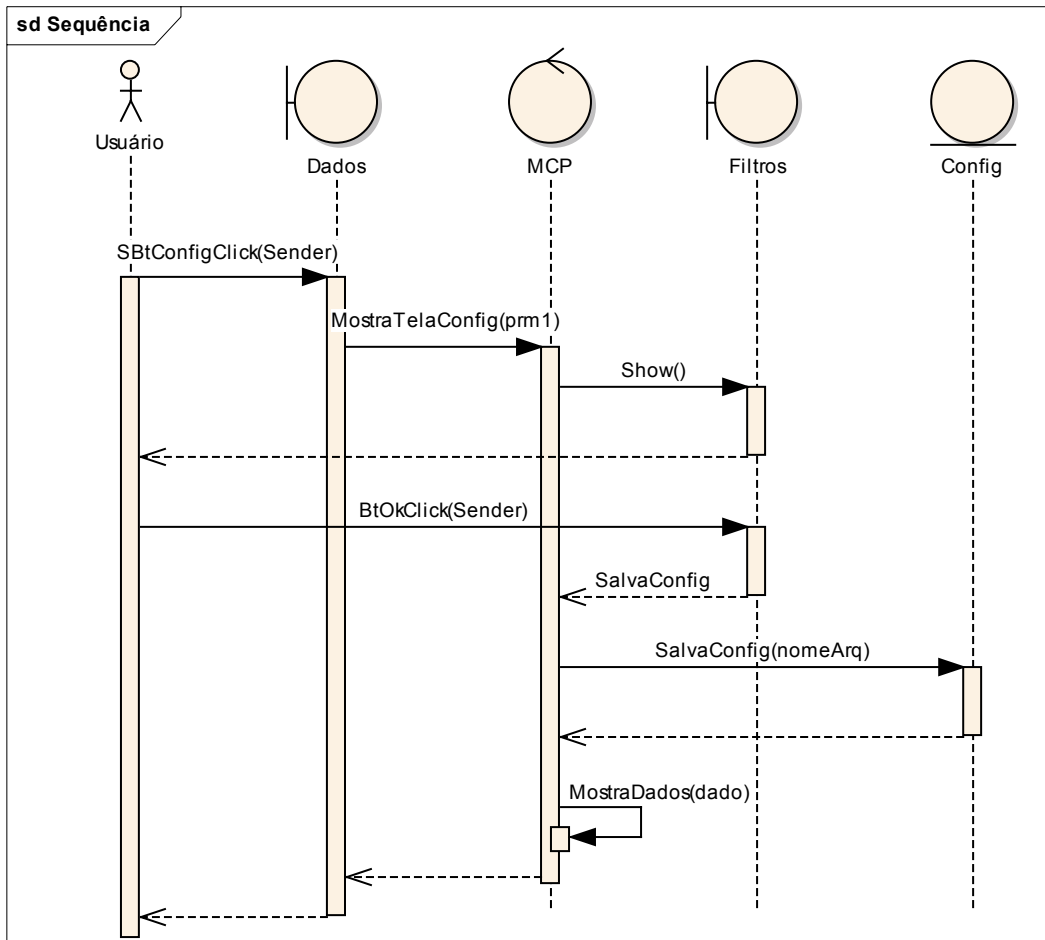 sd Sequência
Usuário
Dados
MCP
Filtros
Config
SBtConfigClick(Sender)
MostraTelaConfig(prm1)
Show()
BtOkClick(Sender)
SalvaConfig
SalvaConfig(nomeArq)
MostraDados(dado)